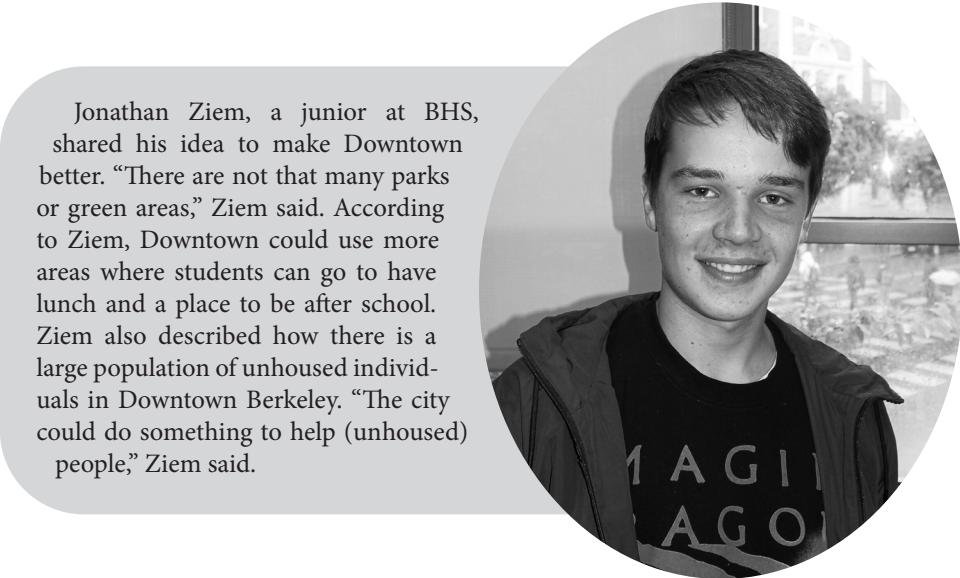 Jonathan Ziem, a junior at BHS,
shared his idea to make Downtown
better. “There are not that many parks
or green areas,” Ziem said. According
to Ziem, Downtown could use more
areas where students can go to have
lunch and a place to be after school.
Ziem also described how there is a
large population of unhoused individ-
uals in Downtown Berkeley. “The city
could do something to help (unhoused)
people,” Ziem said.
MAGI
AGO